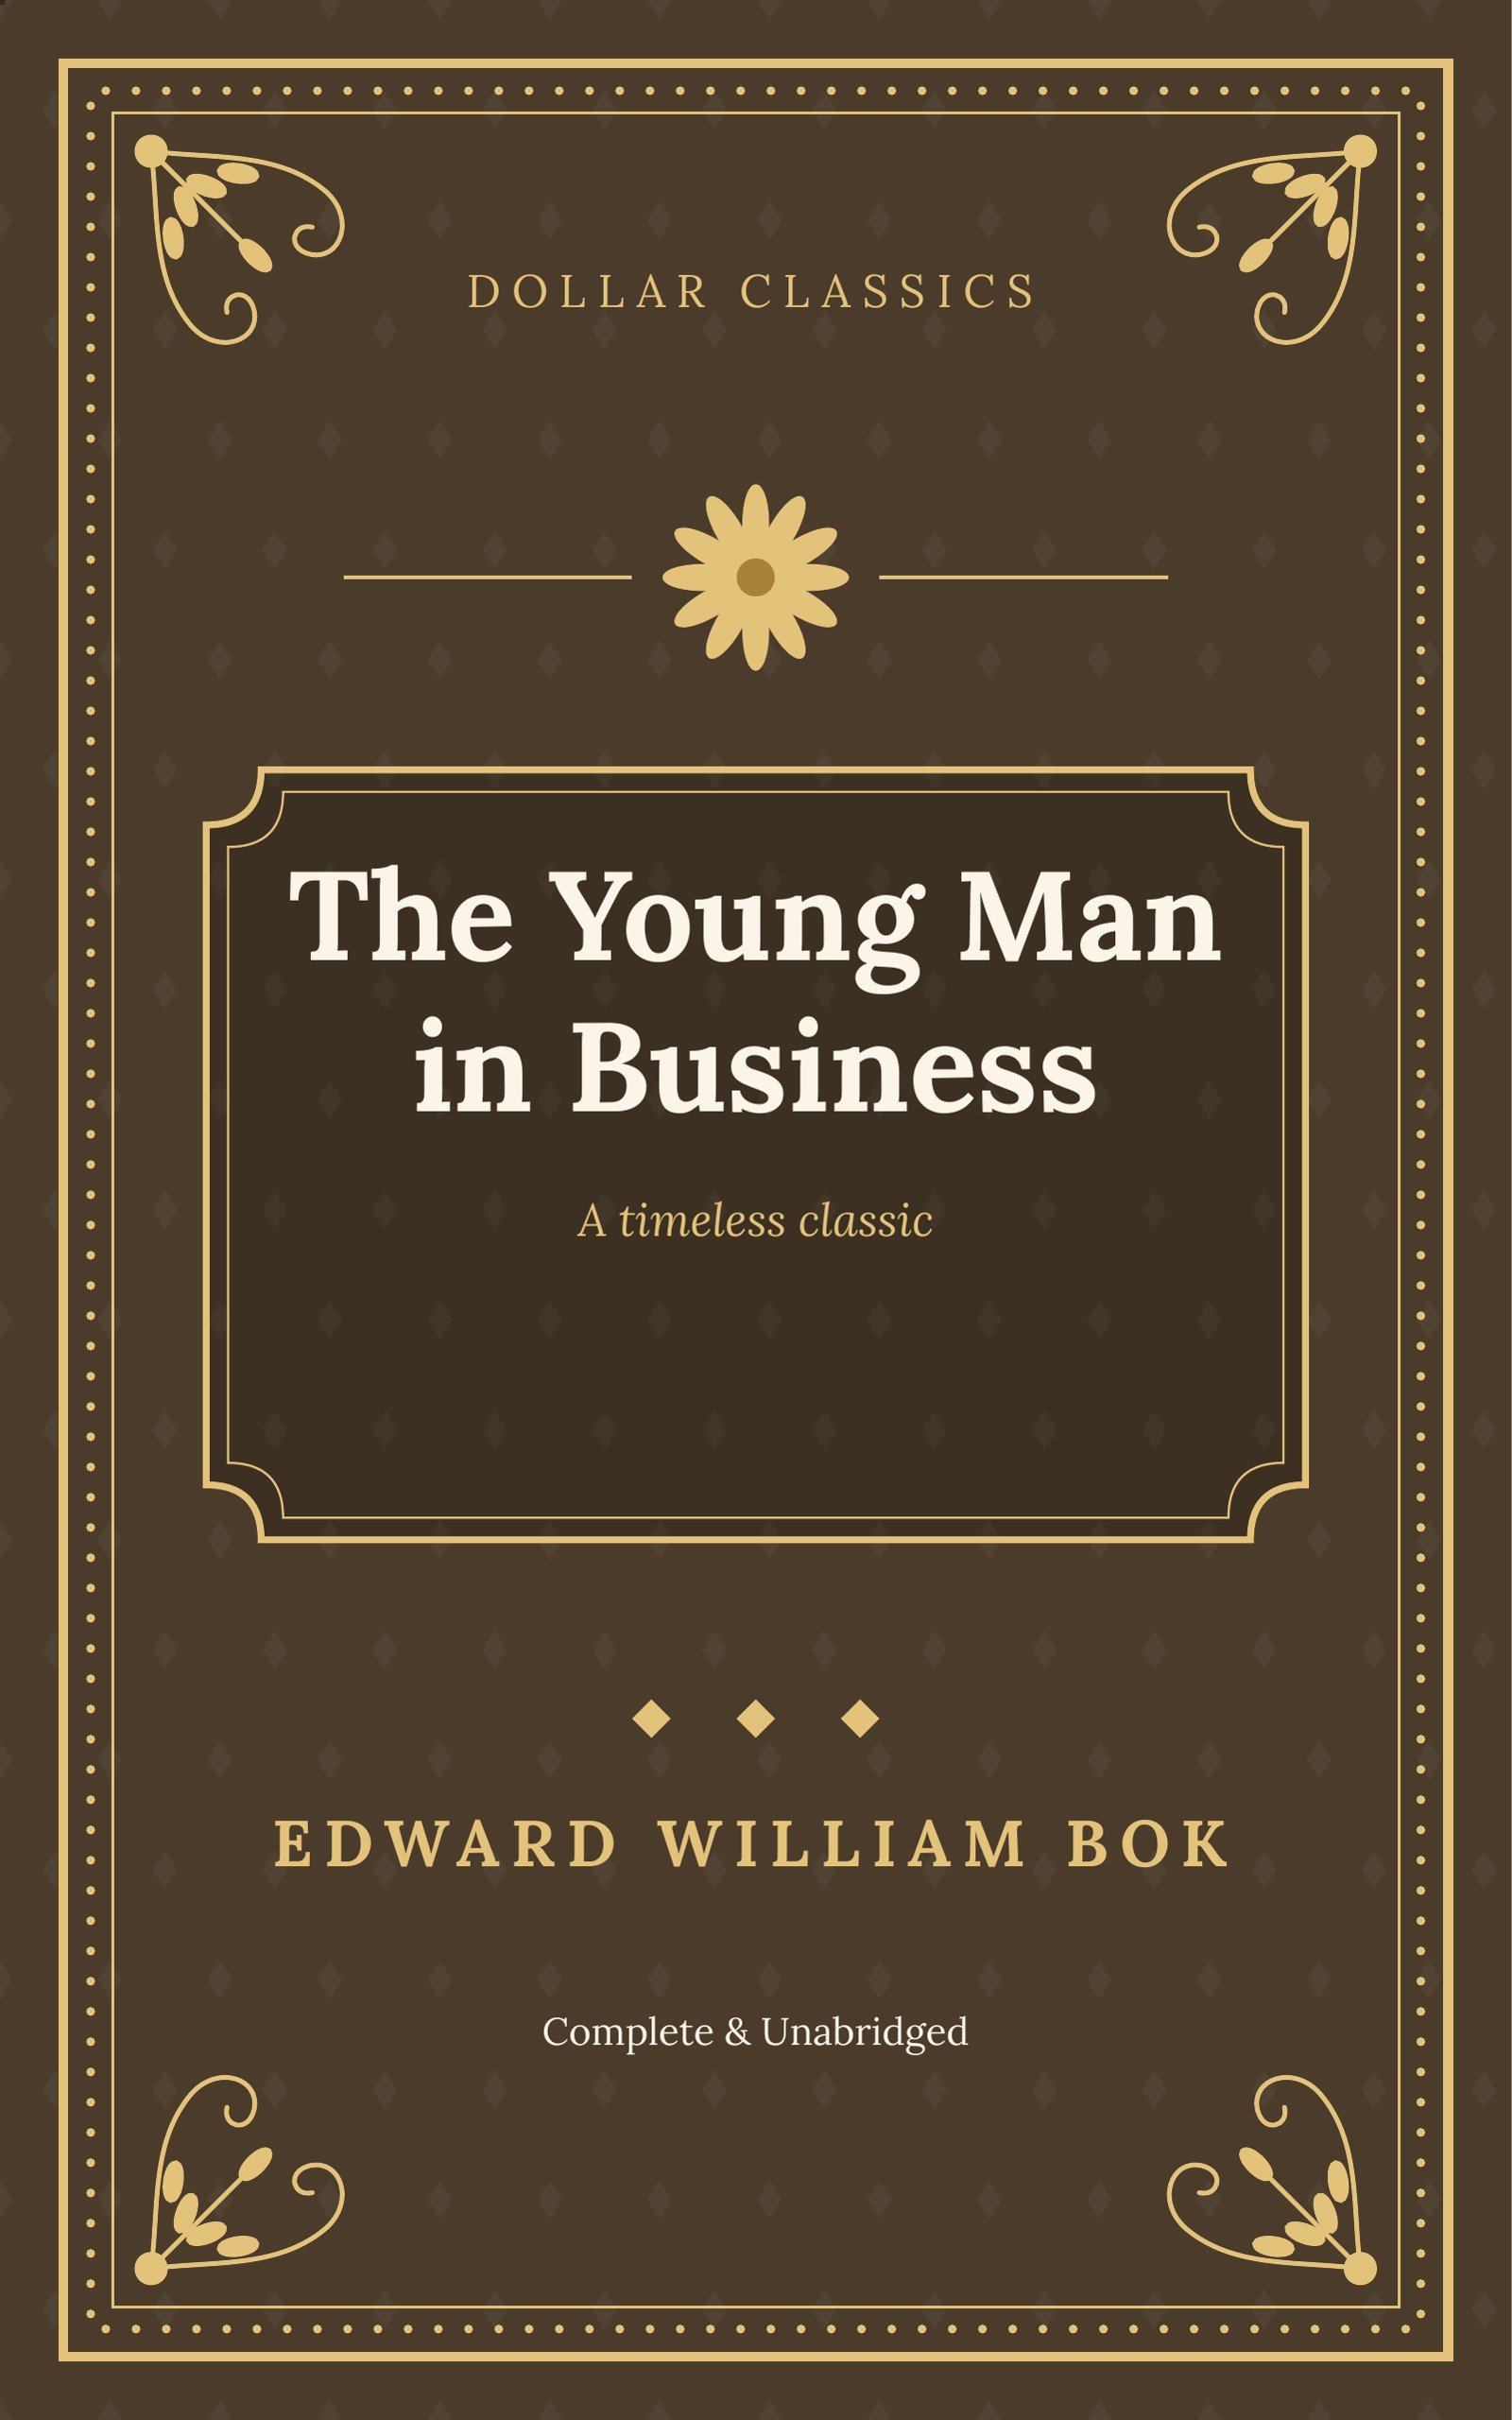 DOLLAR CLASSICS
The Young Man
in Business
A timeless classic
EDWARD WILLIAM BOK
Complete & Unabridged